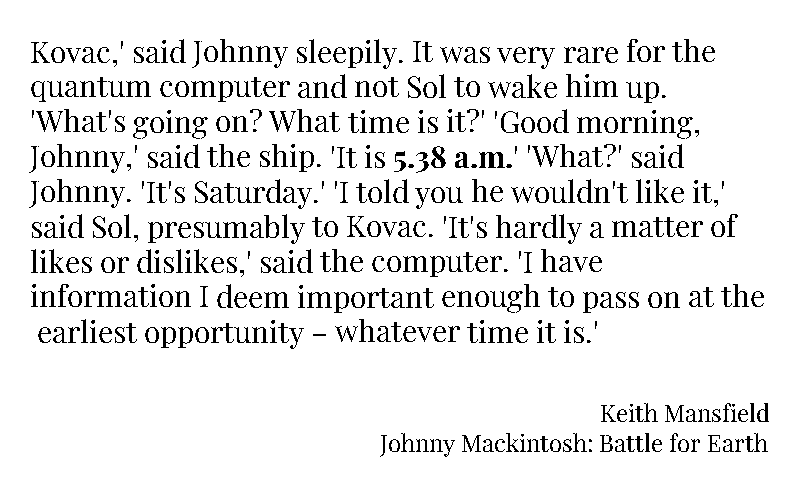 Kovac,' said Johnny sleepily. It was very rare for the
quantum computer and not Sol to wake him up.
'What's going on? What time is it?' 'Good morning,
Johnny,' said the ship. 'It is 5.38 a.m.' 'What?' said
Johnny. 'It's Saturday.' 'I told you he wouldn't like it,'
said Sol, presumably to Kovac. 'It's hardly a matter of
likes or dislikes,' said the computer. 'I have
information I deem important enough to pass on at the
earliest opportunity – whatever time it is.'
Keith Mansfield
Johnny Mackintosh: Battle for Earth